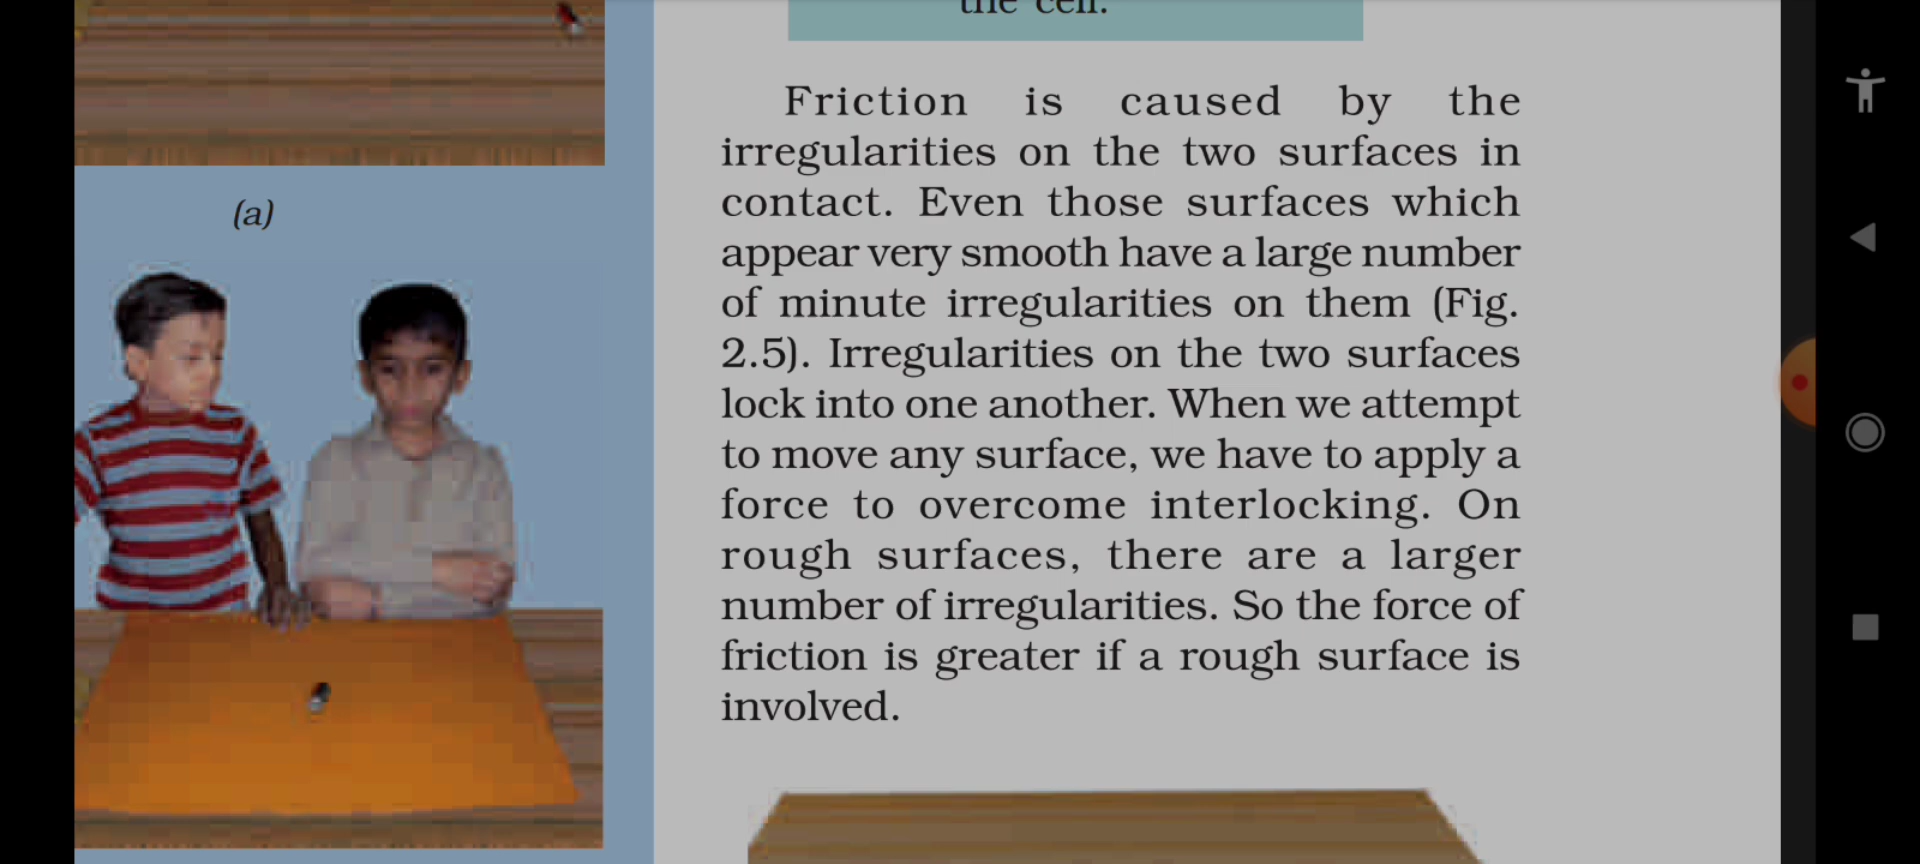 the cell.
Friction is caused by the
irregularities on the two surfaces in
contact. Even those surfaces which
appear very smooth have a large number
of minute irregularities on them (Fig.
2.5). Irregularities on the two surfaces
lock into one another. When we attempt
to move any surface, we have to apply a
force to overcome interlocking. On
rough surfaces, there are a larger
number of irregularities. So the force of
friction is greater if a rough surface is
involved.
(a)